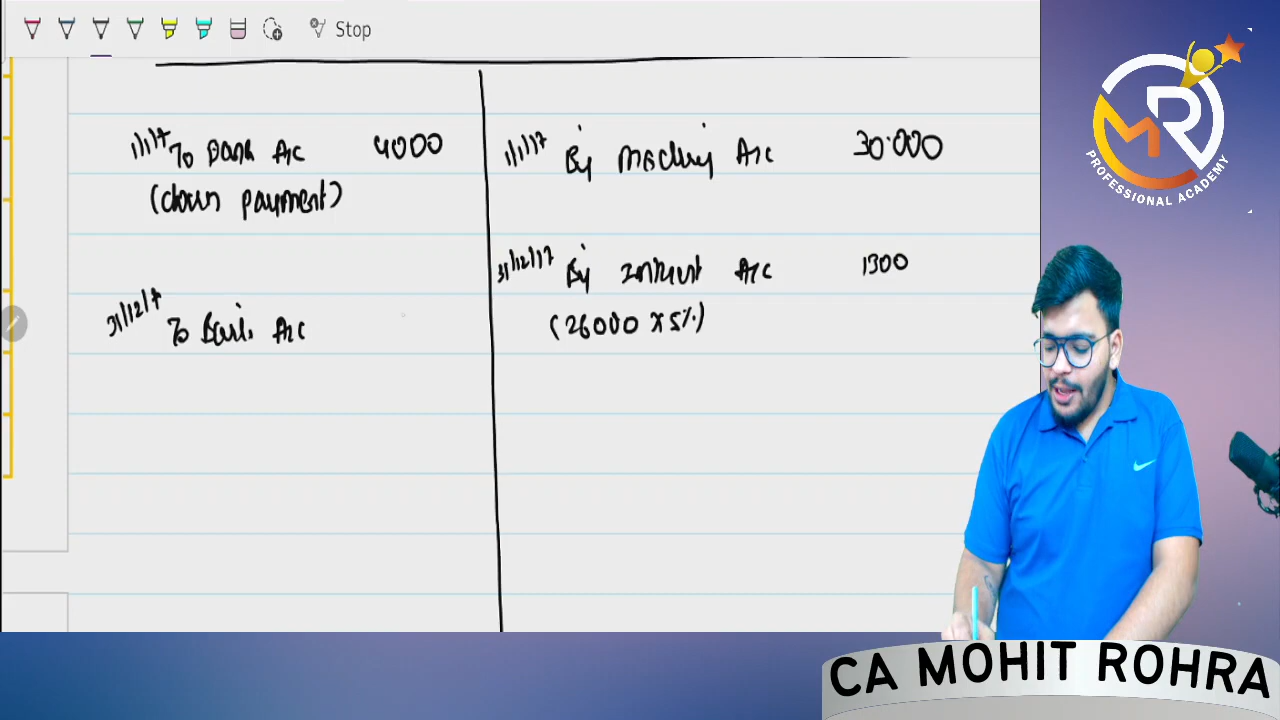 Stop
1/1/17 To Bank A/c 4000
(down payment)
31/12/17 To Bank A/c
1/1/17 By Machinery A/c 30.000
31/12/17 By Interest A/c 1300
(26000 x 5%)
MR
PROFESSIONAL ACADEMY
CA MOHIT ROHRA